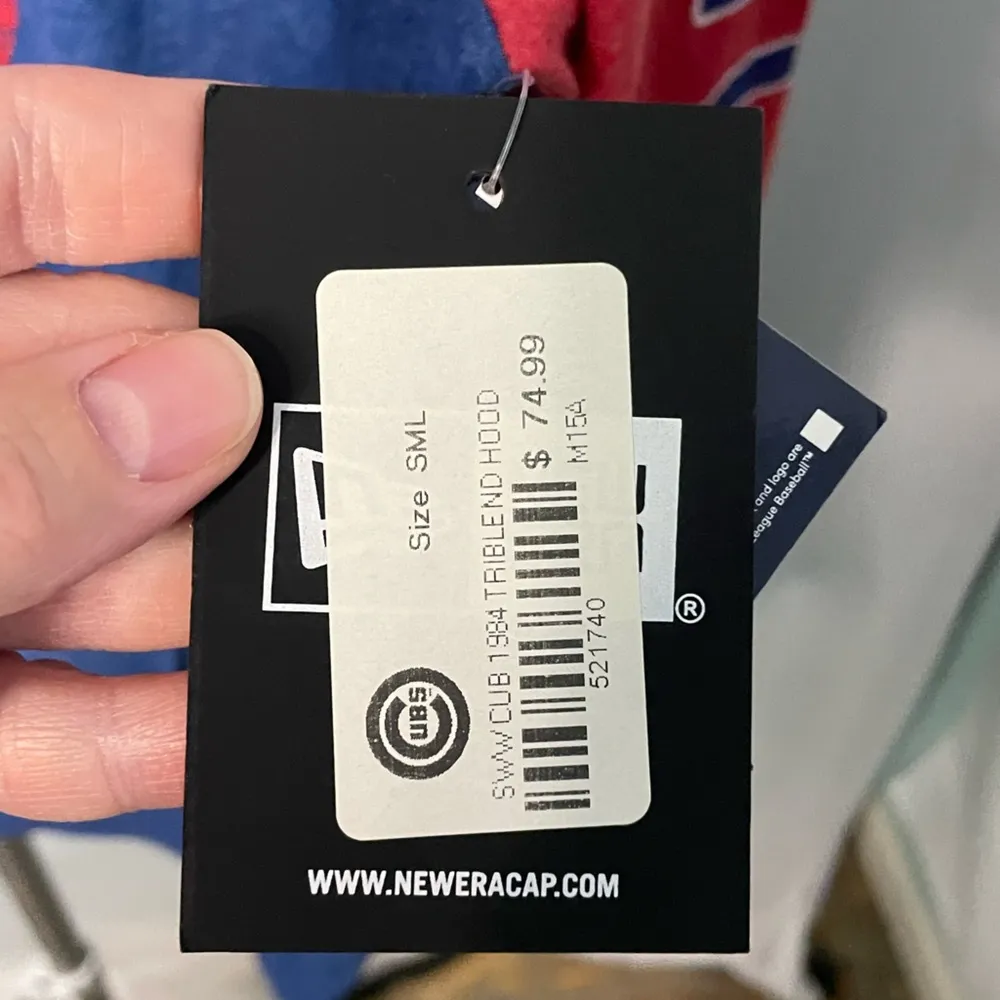 Size SML
CUBS
SWW CUB 1984 TRIBLEND HOOD
$ 74.99
M15A
521740
®
WWW.NEWERACAP.COM
and logo are
League Baseball™